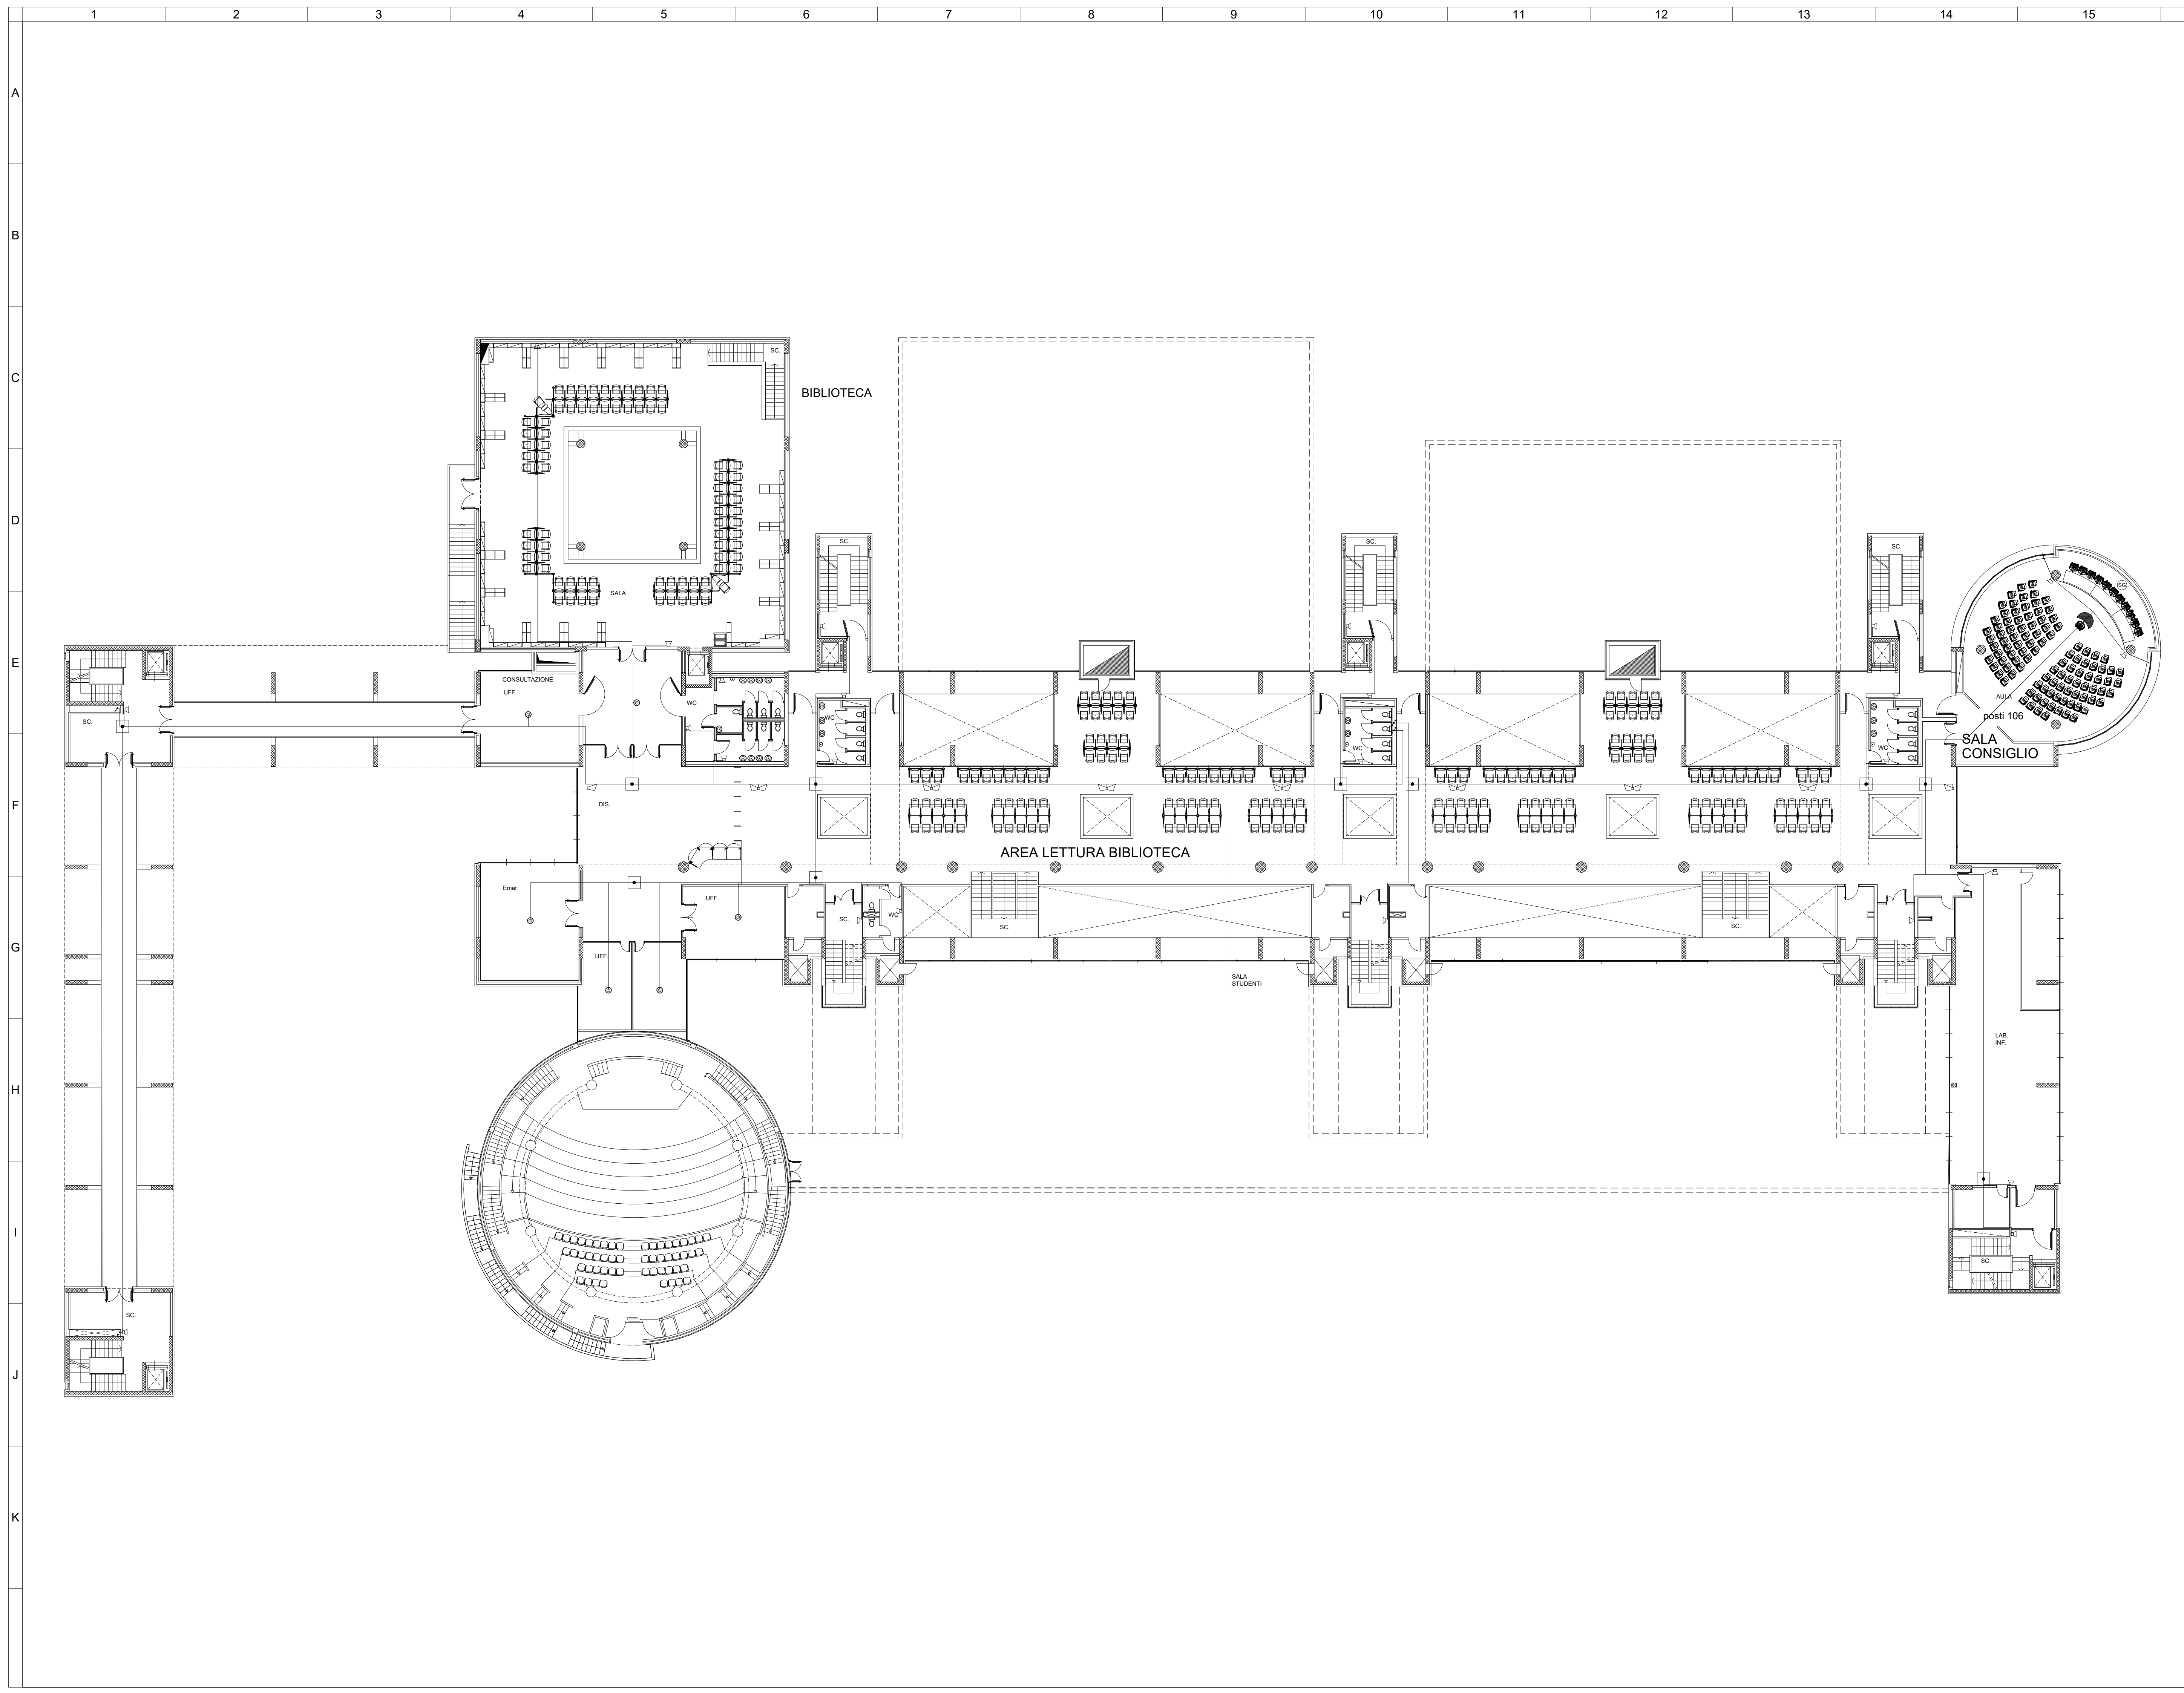 1 2 3 4 5 6 7 8 9 10 11 12 13 14 15
A
B
C
D
E
F
G
H
I
J
K
SC.
BIBLIOTECA
SALA
SC.
SC.
SC.
SG
CONSULTAZIONE
UFF.
WC
WC
WC
WC
SC.
AULA
posti 106
SALA
CONSIGLIO
DIS.
AREA LETTURA BIBLIOTECA
Emer.
UFF.
UFF.
SC.
WC
SC.
SC.
SALA
STUDENTI
LAB.
INF.
SC.
SC.